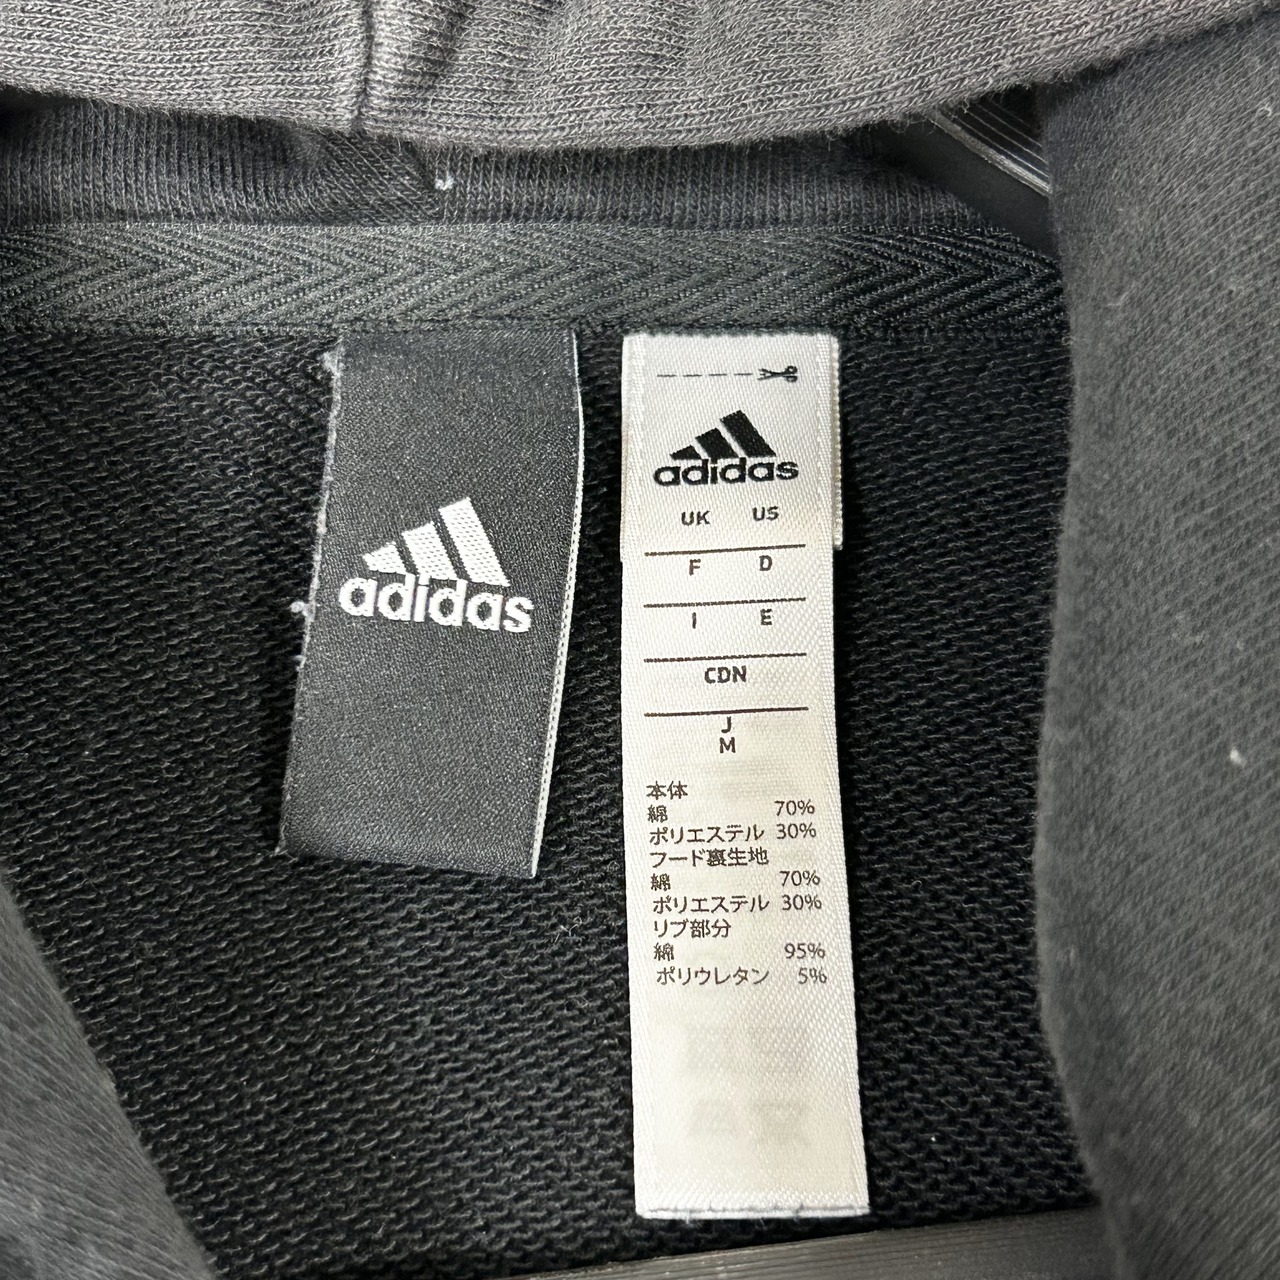 adidas
adidas
UK US
F D
I E
CDN
J
M
本体
綿 70%
ポリエステル 30%
フード裏生地
綿 70%
ポリエステル 30%
リブ部分
綿 95%
ポリウレタン 5%